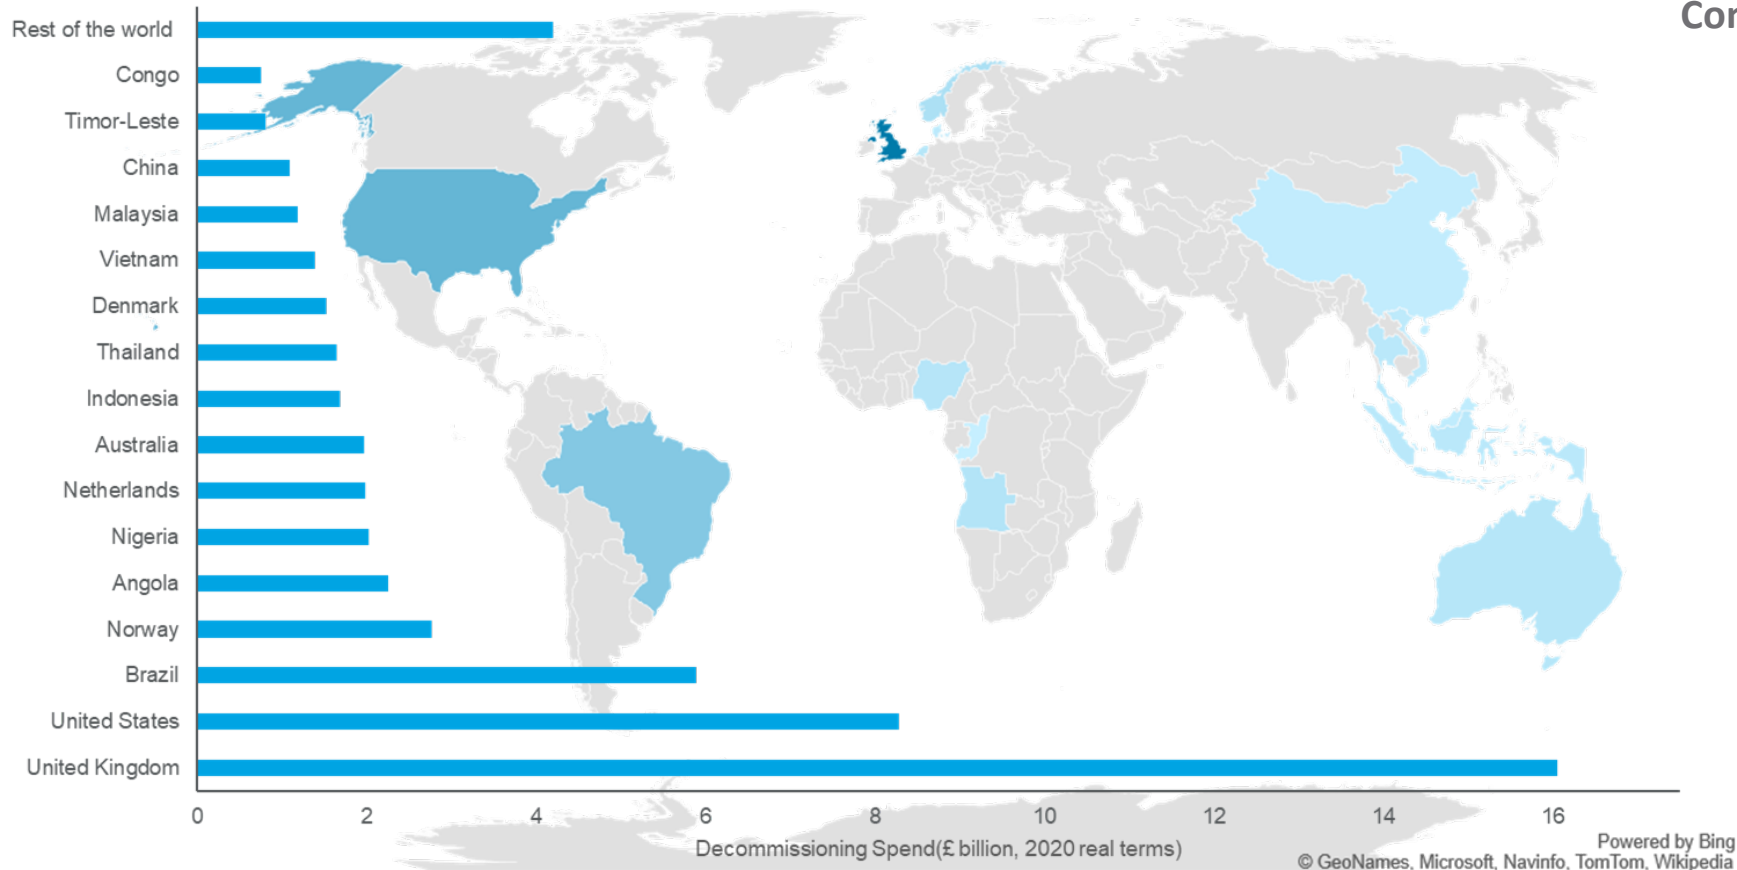 Cor
Rest of the world
Congo
Timor-Leste
China
Malaysia
Vietnam
Denmark
Thailand
Indonesia
Australia
Netherlands
Nigeria
Angola
Norway
Brazil
United States
United Kingdom
0 2 4 6 8 10 12 14 16
Decommissioning Spend(£ billion, 2020 real terms)
Powered by Bing
© GeoNames, Microsoft, Navinfo, TomTom, Wikipedia